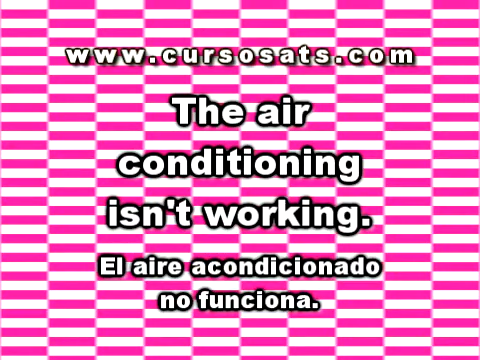 www.cursosats.com
The air
conditioning
isn't working.
El aire acondicionado
no funciona.